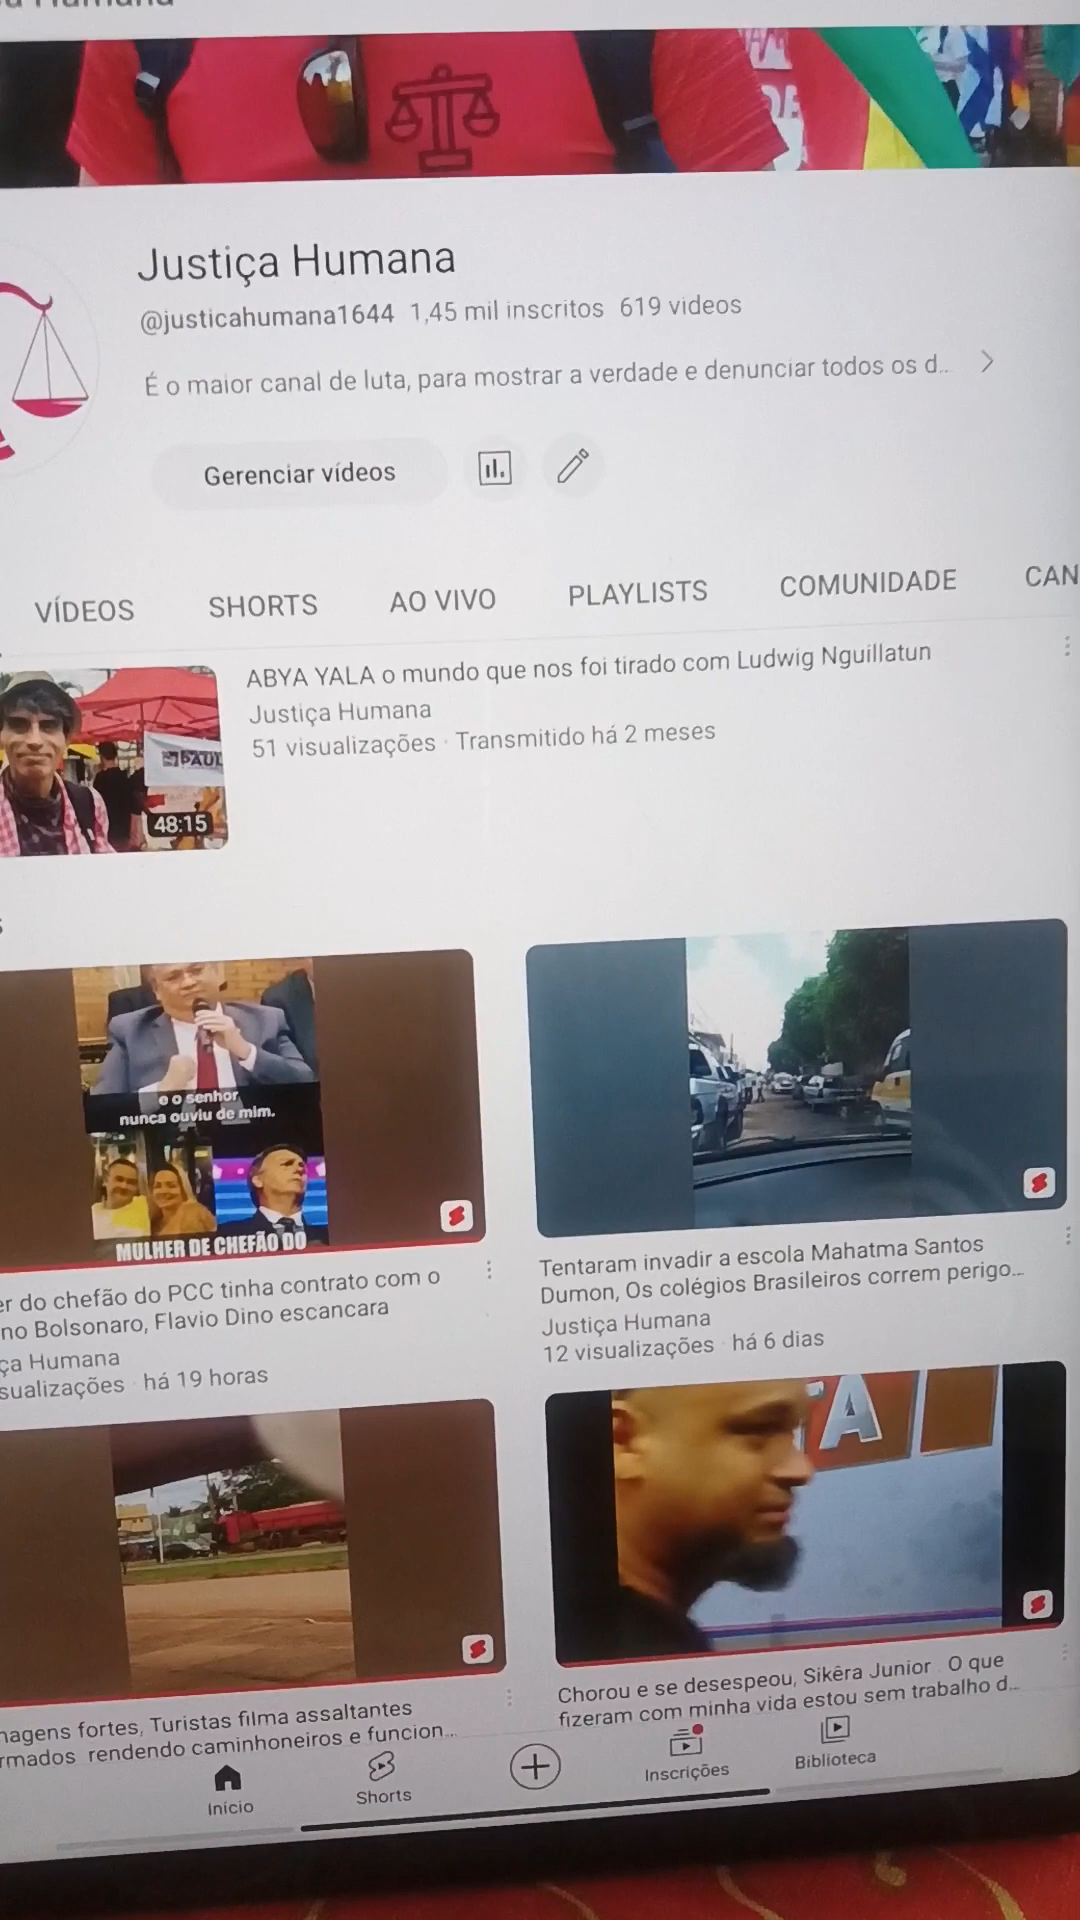 Justiça Humana
@justicahumana1644 1,45 mil inscritos 619 videos
É o maior canal de luta, para mostrar a verdade e denunciar todos os d...
Gerenciar vídeos
VÍDEOS SHORTS AO VIVO PLAYLISTS COMUNIDADE CAN
ABYA YALA o mundo que nos foi tirado com Ludwig Nguillatun
Justiça Humana
51 visualizações · Transmitido há 2 meses
PAUL
48:15
e o senhor
nunca ouviu de mim.
MULHER DE CHEFÃO DO
er do chefão do PCC tinha contrato com o
no Bolsonaro, Flavio Dino escancara
ça Humana
sualizações · há 19 horas
Tentaram invadir a escola Mahatma Santos
Dumon, Os colégios Brasileiros correm perigo...
Justiça Humana
12 visualizações · há 6 dias
nagens fortes, Turistas filma assaltantes
rmados rendendo caminhoneiros e funcion...
Chorou e se desespeou, Sikêra Junior O que
fizeram com minha vida estou sem trabalho d...
Início
Shorts
Inscrições
Biblioteca